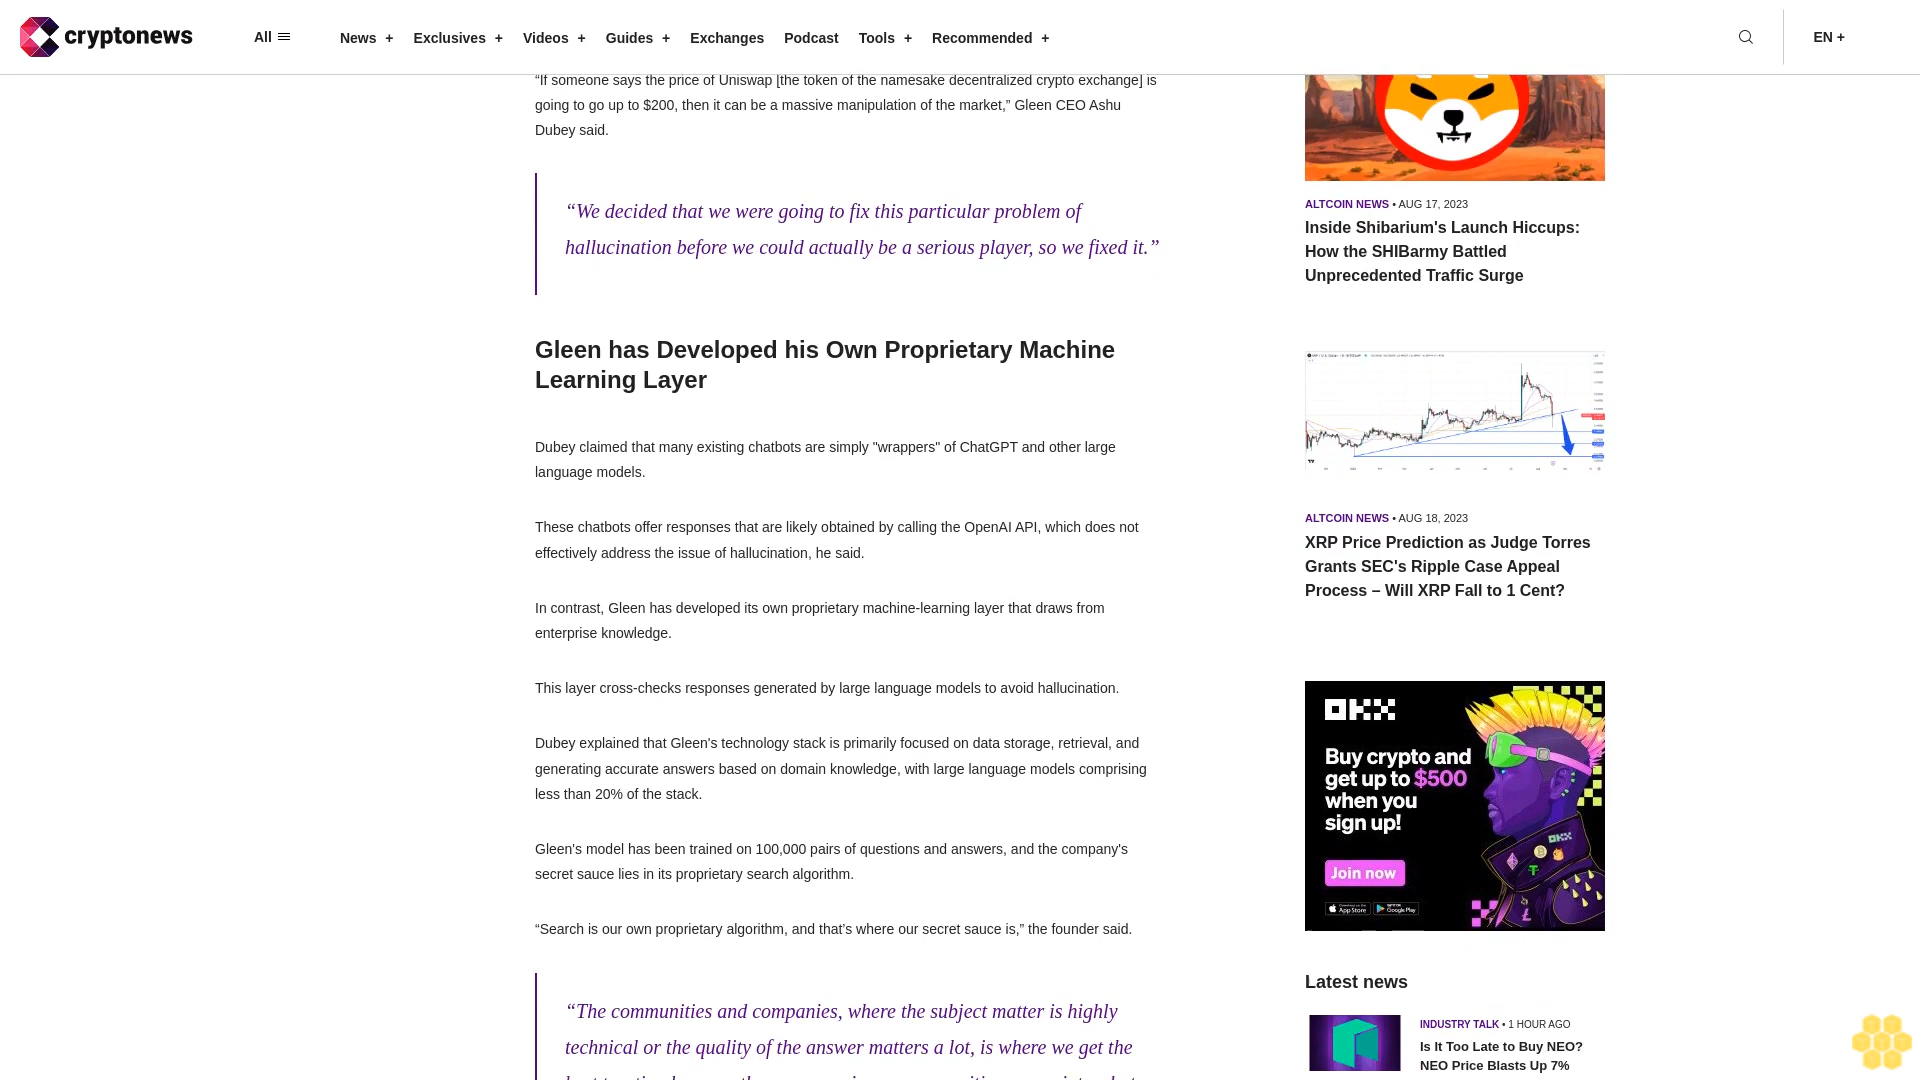 cryptonews
All
News +
Exclusives +
Videos +
Guides +
Exchanges
Podcast
Tools +
Recommended +
EN +
“If someone says the price of Uniswap [the token of the namesake decentralized crypto exchange] is
going to go up to $200, then it can be a massive manipulation of the market,” Gleen CEO Ashu
Dubey said.
“We decided that we were going to fix this particular problem of
hallucination before we could actually be a serious player, so we fixed it.”
Gleen has Developed his Own Proprietary Machine
Learning Layer
Dubey claimed that many existing chatbots are simply "wrappers" of ChatGPT and other large
language models.
These chatbots offer responses that are likely obtained by calling the OpenAI API, which does not
effectively address the issue of hallucination, he said.
In contrast, Gleen has developed its own proprietary machine-learning layer that draws from
enterprise knowledge.
This layer cross-checks responses generated by large language models to avoid hallucination.
Dubey explained that Gleen's technology stack is primarily focused on data storage, retrieval, and
generating accurate answers based on domain knowledge, with large language models comprising
less than 20% of the stack.
Gleen's model has been trained on 100,000 pairs of questions and answers, and the company's
secret sauce lies in its proprietary search algorithm.
“Search is our own proprietary algorithm, and that’s where our secret sauce is,” the founder said.
“The communities and companies, where the subject matter is highly
technical or the quality of the answer matters a lot, is where we get the
ALTCOIN NEWS • AUG 17, 2023
Inside Shibarium's Launch Hiccups:
How the SHIBarmy Battled
Unprecedented Traffic Surge
ALTCOIN NEWS • AUG 18, 2023
XRP Price Prediction as Judge Torres
Grants SEC's Ripple Case Appeal
Process – Will XRP Fall to 1 Cent?
OKX
Buy crypto and
get up to $500
when you
sign up!
Join now
App Store
Google Play
OKX
Latest news
INDUSTRY TALK • 1 HOUR AGO
Is It Too Late to Buy NEO?
NEO Price Blasts Up 7%